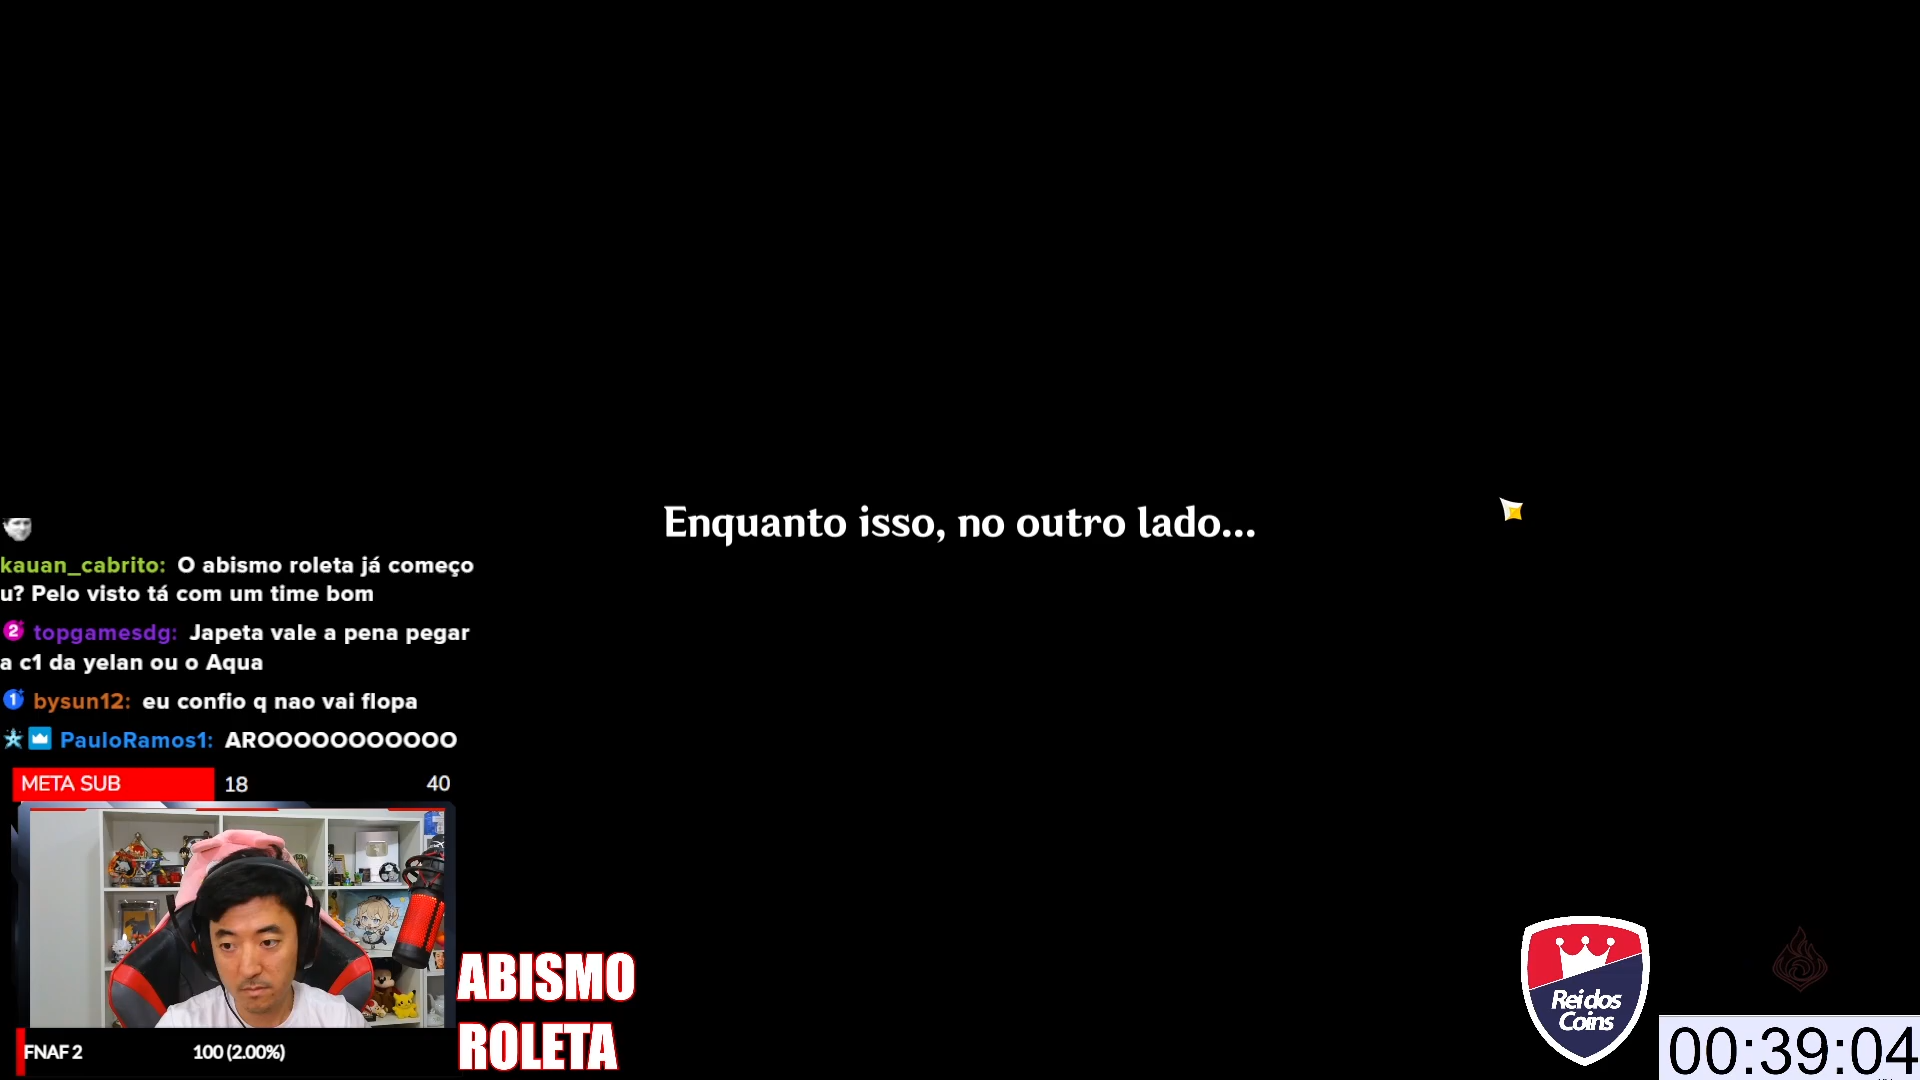 Enquanto isso, no outro lado...
kauan_cabrito: O abismo roleta já começo
u? Pelo visto tá com um time bom
2 topgamesdg: Japeta vale a pena pegar
a c1 da yelan ou o Aqua
1 bysun12: eu confio q nao vai flopa
PauloRamos1: AROOOOOOOOOOO
META SUB 18 40
ABISMO
ROLETA
FNAF 2 100 (2.00%)
Rei dos
Coins
00:39:04